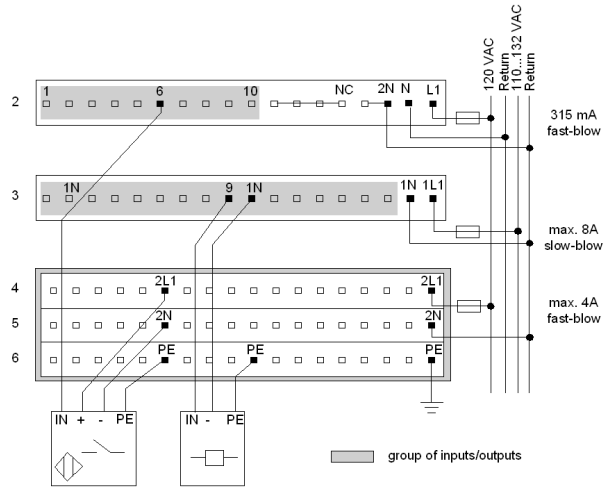 120 VAC
Return
110...132 VAC
Return
1 6 10 NC 2N N L1
2
315 mA
fast-blow
1N 9 1N 1N 1L1
3
max. 8A
slow-blow
2L1 2L1
4
max. 4A
fast-blow
2N 2N
5
PE PE PE
6
IN + - PE
IN - PE
group of inputs/outputs